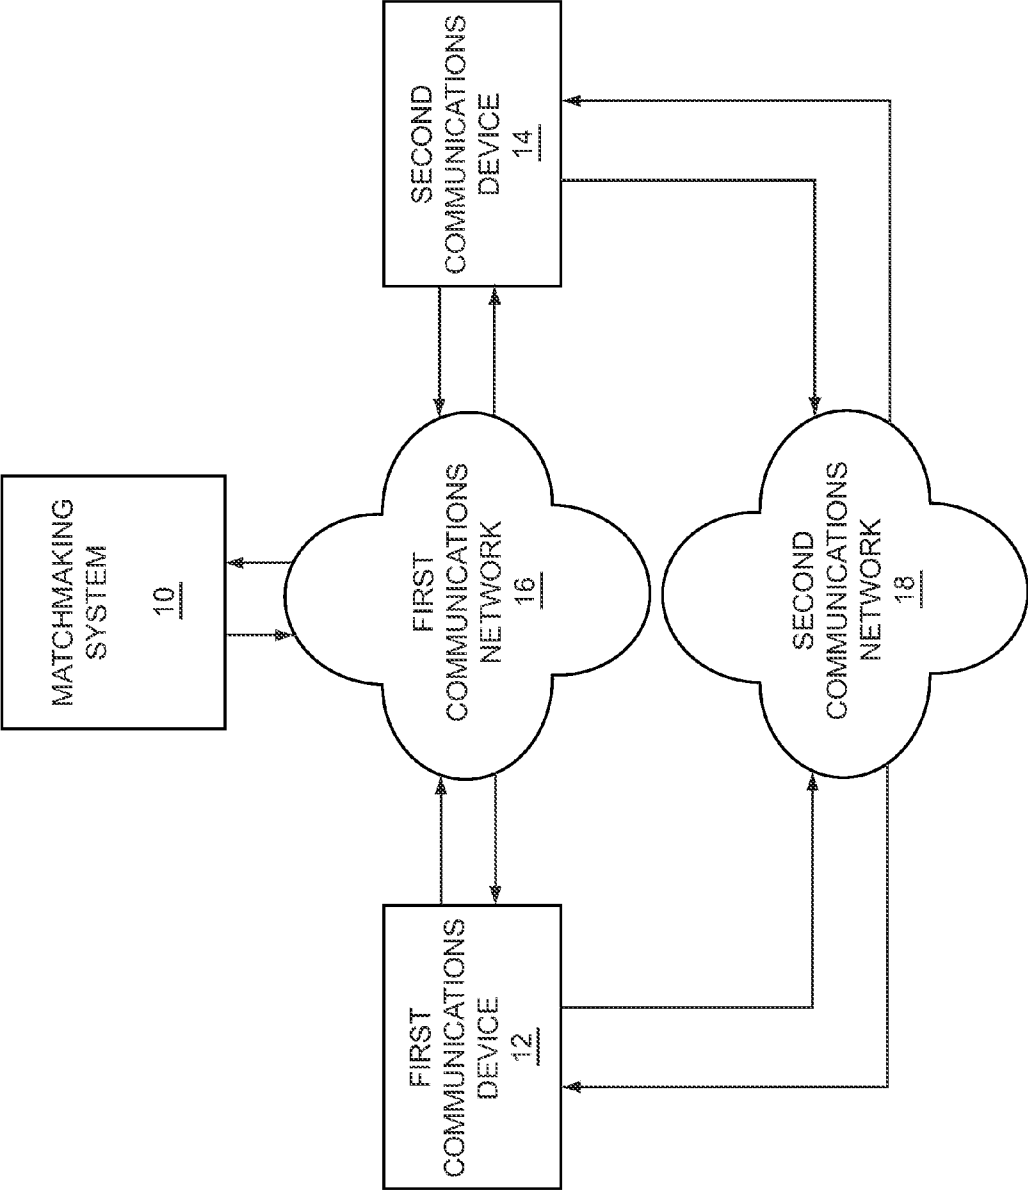 MATCHMAKING
SYSTEM
10
FIRST
COMMUNICATIONS
DEVICE
12
FIRST
COMMUNICATIONS
NETWORK
16
SECOND
COMMUNICATIONS
DEVICE
14
SECOND
COMMUNICATIONS
NETWORK
18